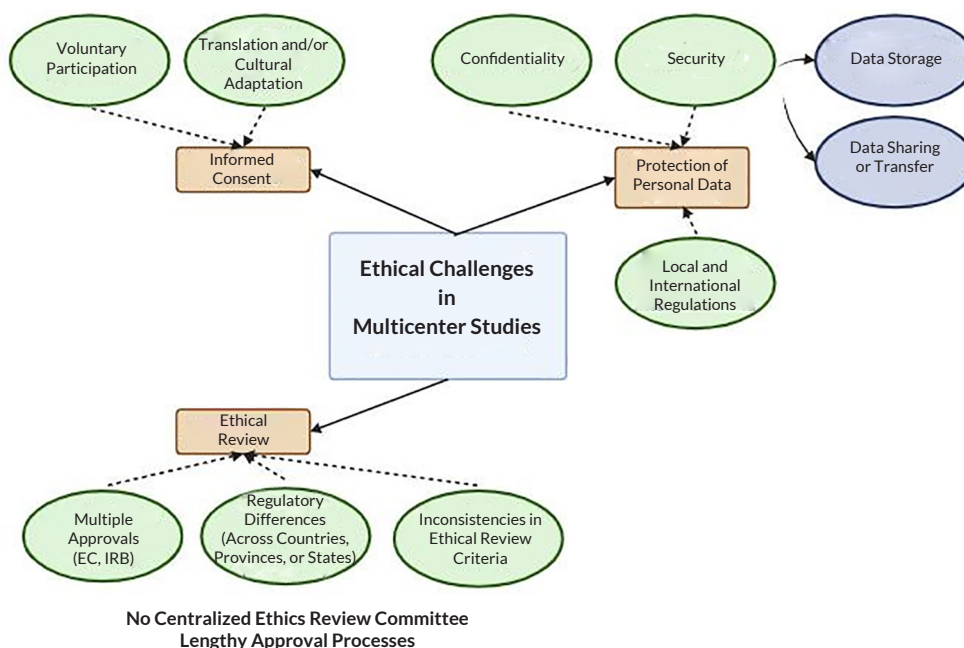 Voluntary
Participation
Translation and/or
Cultural
Adaptation
Confidentiality
Security
Data Storage
Data Sharing
or Transfer
Informed
Consent
Protection of
Personal Data
Local and
International
Regulations
Ethical Challenges
in
Multicenter Studies
Ethical
Review
Multiple
Approvals
(EC, IRB)
Regulatory
Differences
(Across Countries,
Provinces, or States)
Inconsistencies in
Ethical Review
Criteria
No Centralized Ethics Review Committee
Lengthy Approval Processes